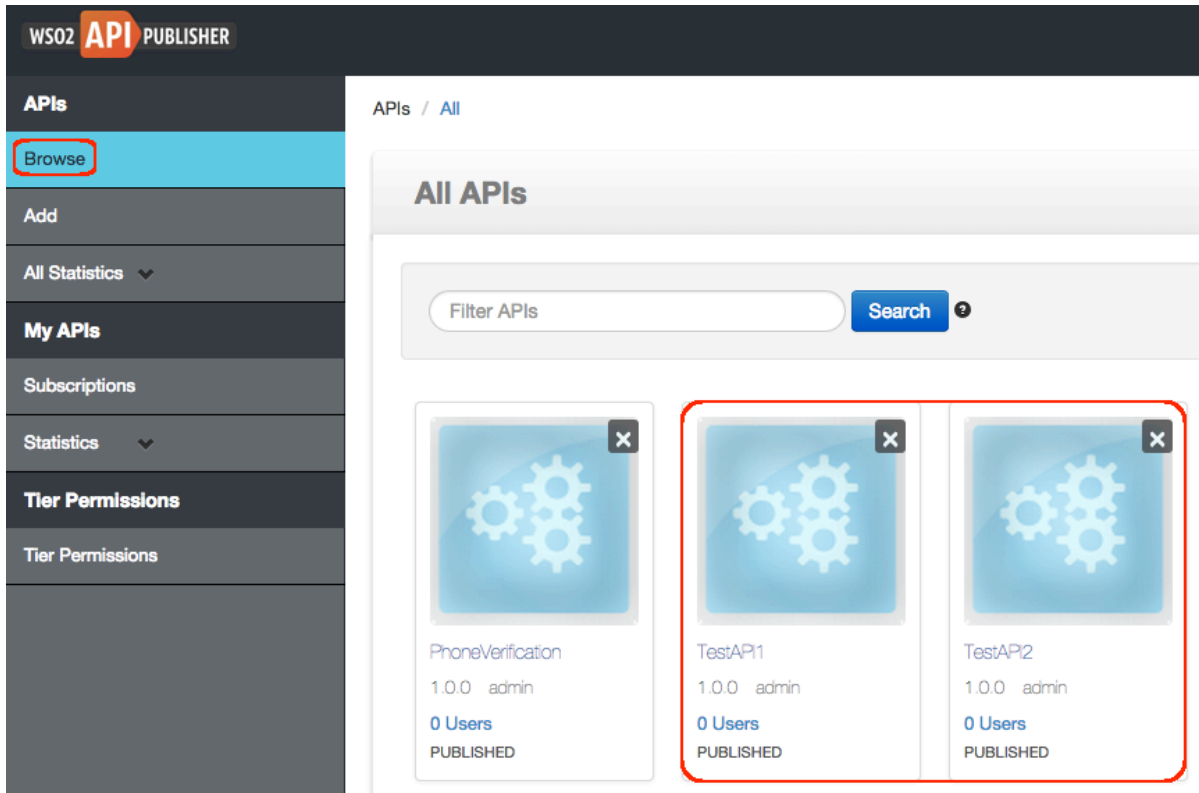 WSO2 API PUBLISHER
APIs
Browse
Add
All Statistics
My APIs
Subscriptions
Statistics
Tier Permissions
Tier Permissions
APIs / All
All APIs
Filter APIs
Search ?
PhoneVerification
1.0.0 admin
0 Users
PUBLISHED
TestAPI1
1.0.0 admin
0 Users
PUBLISHED
TestAPI2
1.0.0 admin
0 Users
PUBLISHED